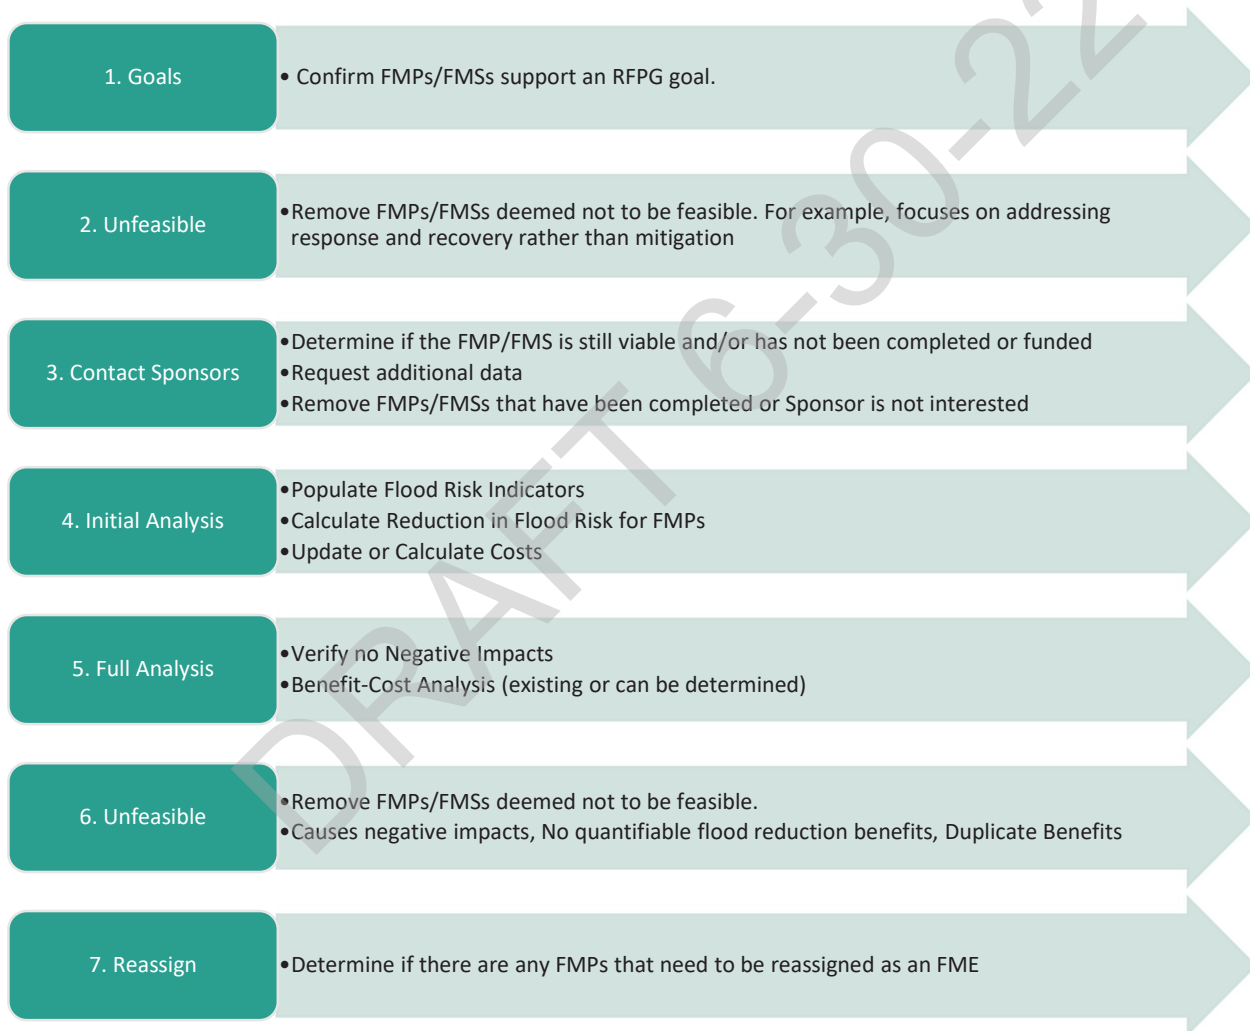 1. Goals
• Confirm FMPs/FMSs support an RFPG goal.
2. Unfeasible
•Remove FMPs/FMSs deemed not to be feasible. For example, focuses on addressing
response and recovery rather than mitigation
3. Contact Sponsors
•Determine if the FMP/FMS is still viable and/or has not been completed or funded
•Request additional data
•Remove FMPs/FMSs that have been completed or Sponsor is not interested
4. Initial Analysis
•Populate Flood Risk Indicators
•Calculate Reduction in Flood Risk for FMPs
•Update or Calculate Costs
5. Full Analysis
•Verify no Negative Impacts
•Benefit-Cost Analysis (existing or can be determined)
6. Unfeasible
•Remove FMPs/FMSs deemed not to be feasible.
•Causes negative impacts, No quantifiable flood reduction benefits, Duplicate Benefits
7. Reassign
•Determine if there are any FMPs that need to be reassigned as an FME
DRAFT 6-30-22